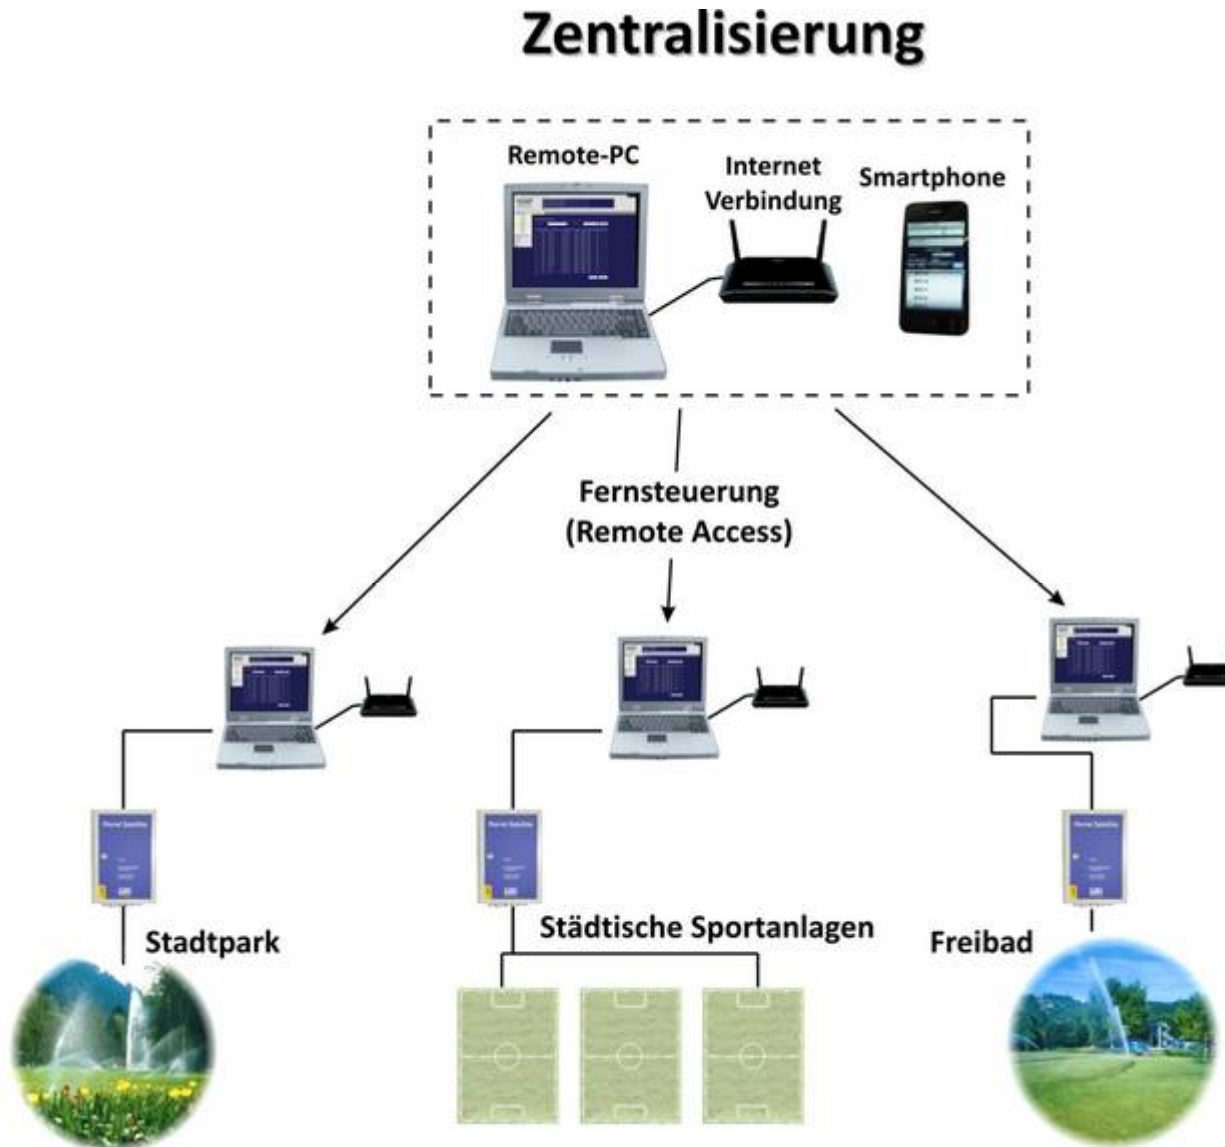 Zentralisierung
Remote-PC
Internet
Verbindung
Smartphone
Fernsteuerung
(Remote Access)
Stadtpark
Städtische Sportanlagen
Freibad